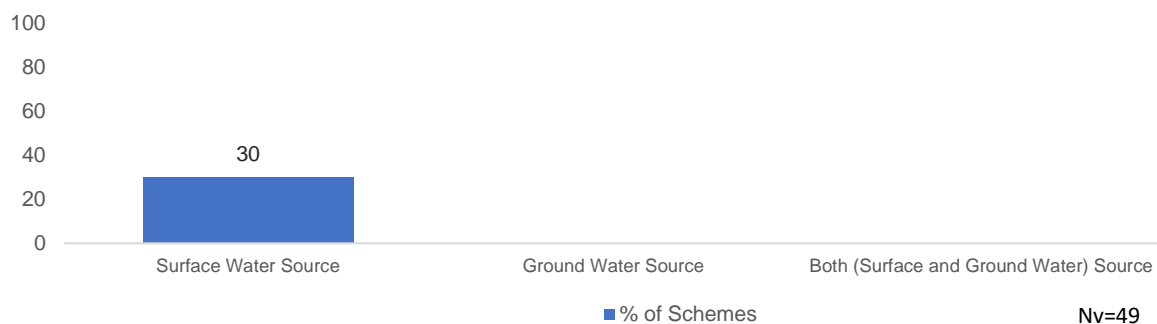 100
80
60
40
20
0
30
Surface Water Source
Ground Water Source
Both (Surface and Ground Water) Source
% of Schemes
Nv=49